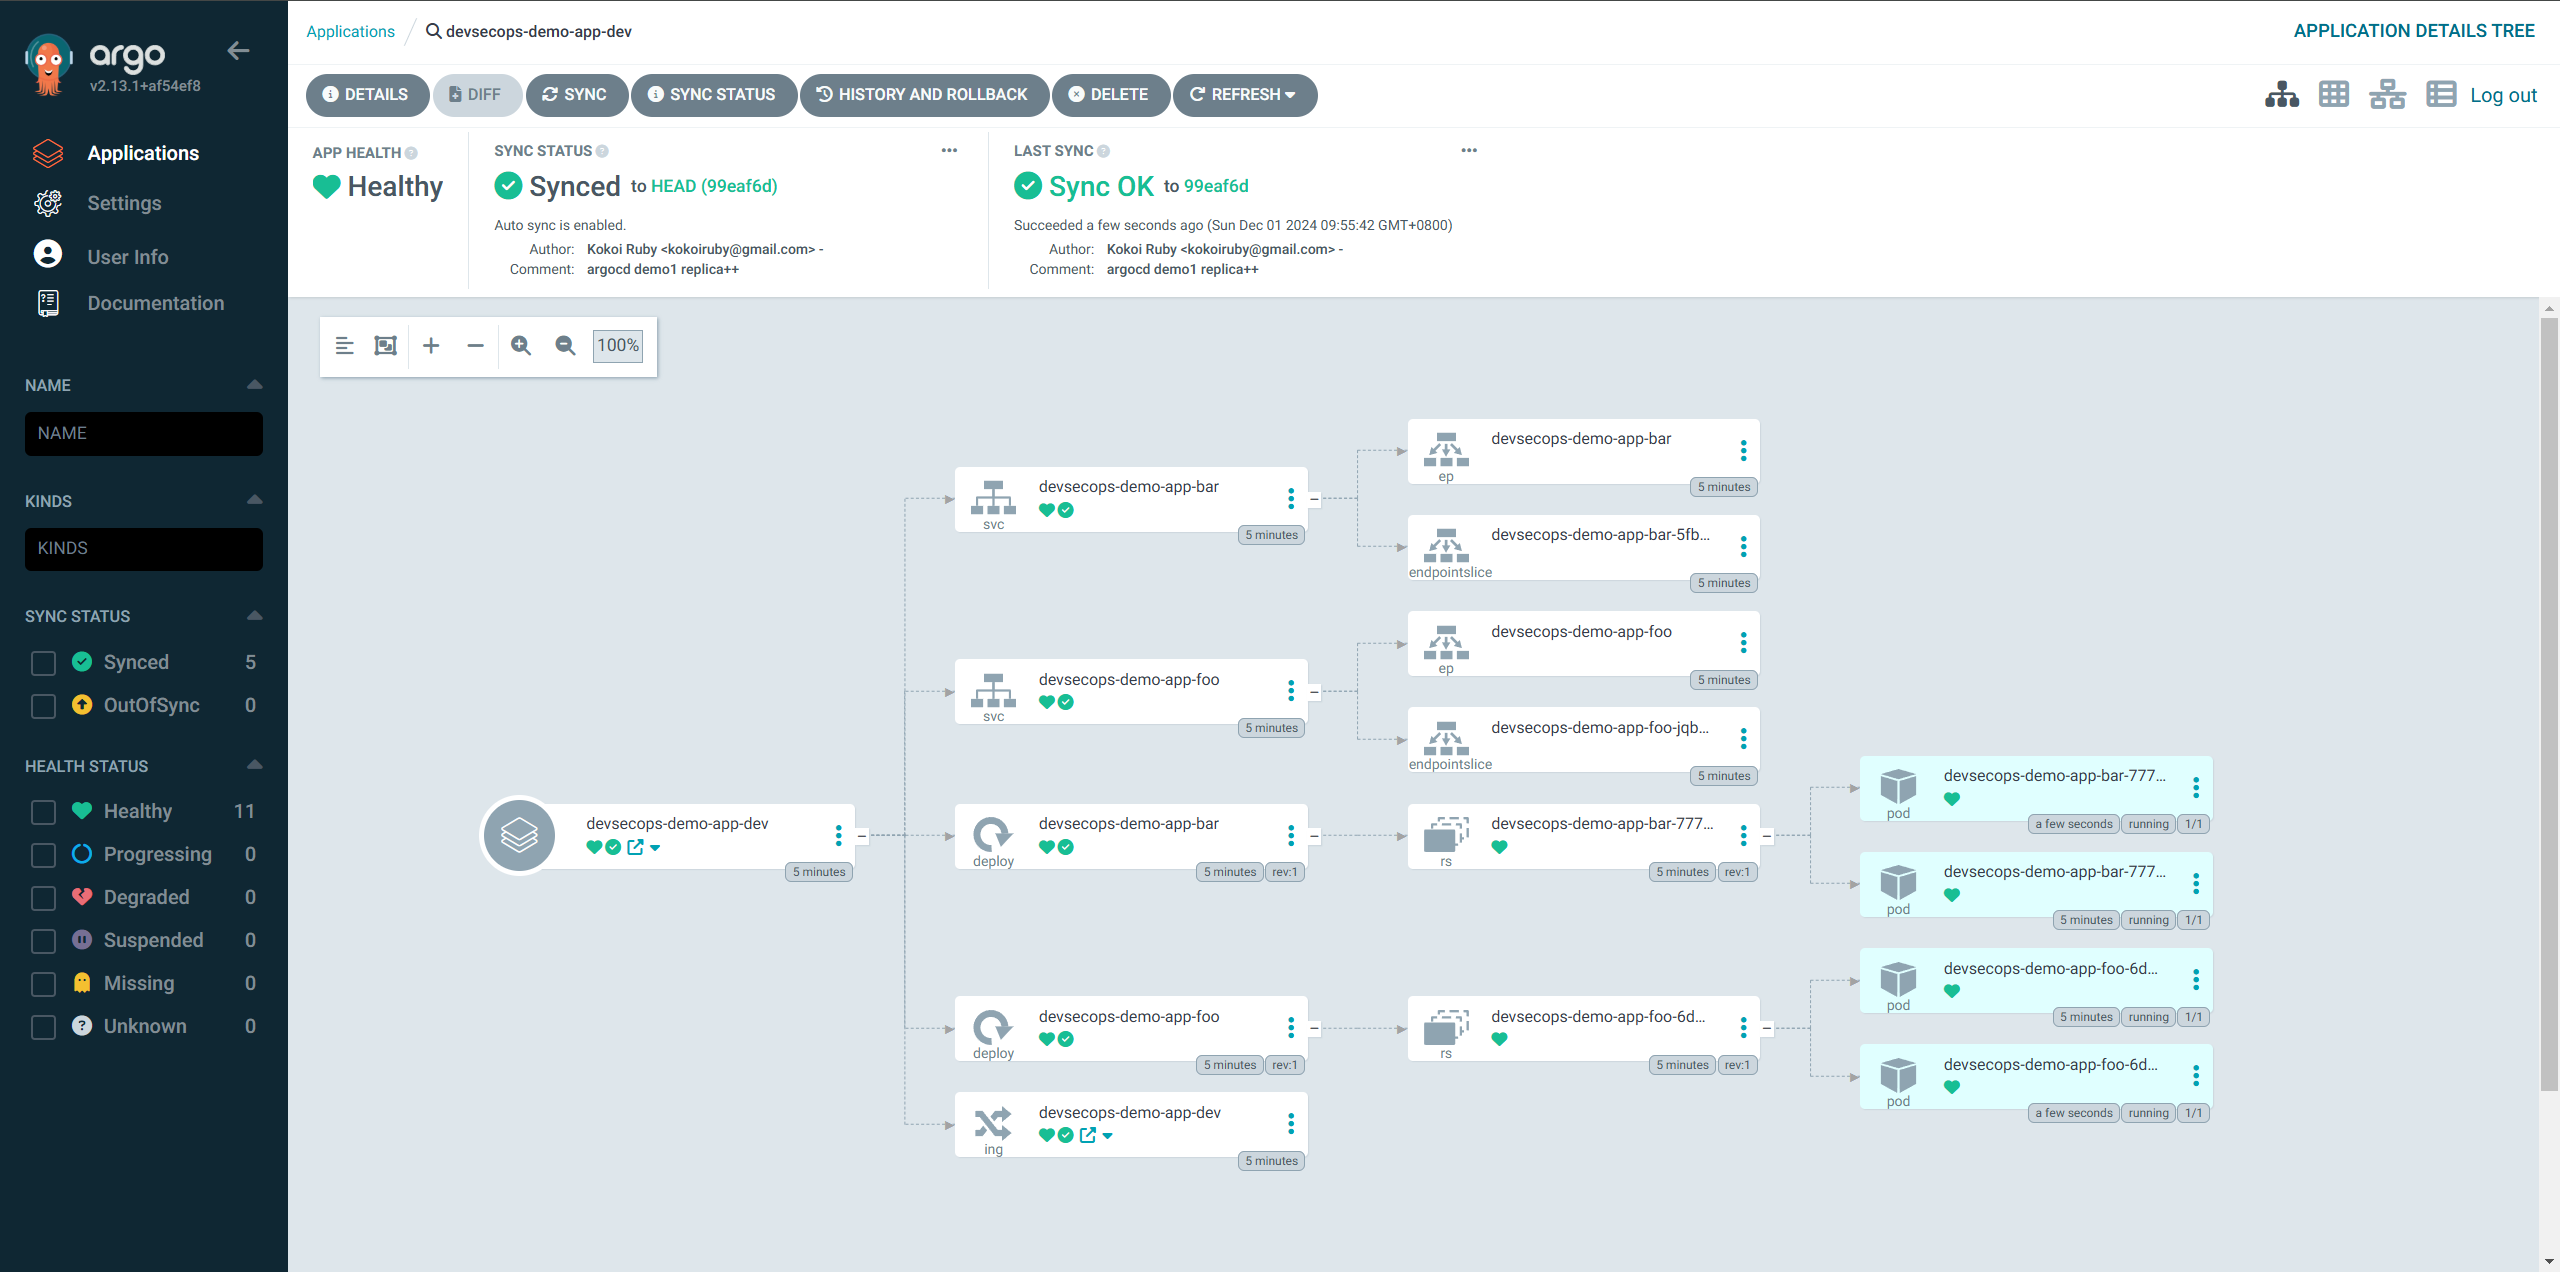 argo
v2.13.1+af54ef8
Applications
Settings
User Info
Documentation
NAME
NAME
KINDS
KINDS
SYNC STATUS
Synced 5
OutOfSync 0
HEALTH STATUS
Healthy 11
Progressing 0
Degraded 0
Suspended 0
Missing 0
Unknown 0
Applications / devsecops-demo-app-dev
APPLICATION DETAILS TREE
DETAILS DIFF SYNC SYNC STATUS HISTORY AND ROLLBACK DELETE REFRESH
Log out
APP HEALTH
Healthy
SYNC STATUS
Synced to HEAD (99eaf6d)
Auto sync is enabled.
Author: Kokoi Ruby <kokoiruby@gmail.com> -
Comment: argocd demo1 replica++
LAST SYNC
Sync OK to 99eaf6d
Succeeded a few seconds ago (Sun Dec 01 2024 09:55:42 GMT+0800)
Author: Kokoi Ruby <kokoiruby@gmail.com> -
Comment: argocd demo1 replica++
100%
devsecops-demo-app-dev
5 minutes
devsecops-demo-app-bar
svc
5 minutes
devsecops-demo-app-foo
svc
5 minutes
devsecops-demo-app-bar
deploy
5 minutes rev:1
devsecops-demo-app-foo
deploy
5 minutes rev:1
devsecops-demo-app-dev
ing
5 minutes
devsecops-demo-app-bar
ep
5 minutes
devsecops-demo-app-bar-5fb...
endpointslice
5 minutes
devsecops-demo-app-foo
ep
5 minutes
devsecops-demo-app-foo-jqb...
endpointslice
5 minutes
devsecops-demo-app-bar-777...
rs
5 minutes rev:1
devsecops-demo-app-foo-6d...
rs
5 minutes rev:1
devsecops-demo-app-bar-777...
pod
a few seconds running 1/1
devsecops-demo-app-bar-777...
pod
5 minutes running 1/1
devsecops-demo-app-foo-6d...
pod
5 minutes running 1/1
devsecops-demo-app-foo-6d...
pod
a few seconds running 1/1